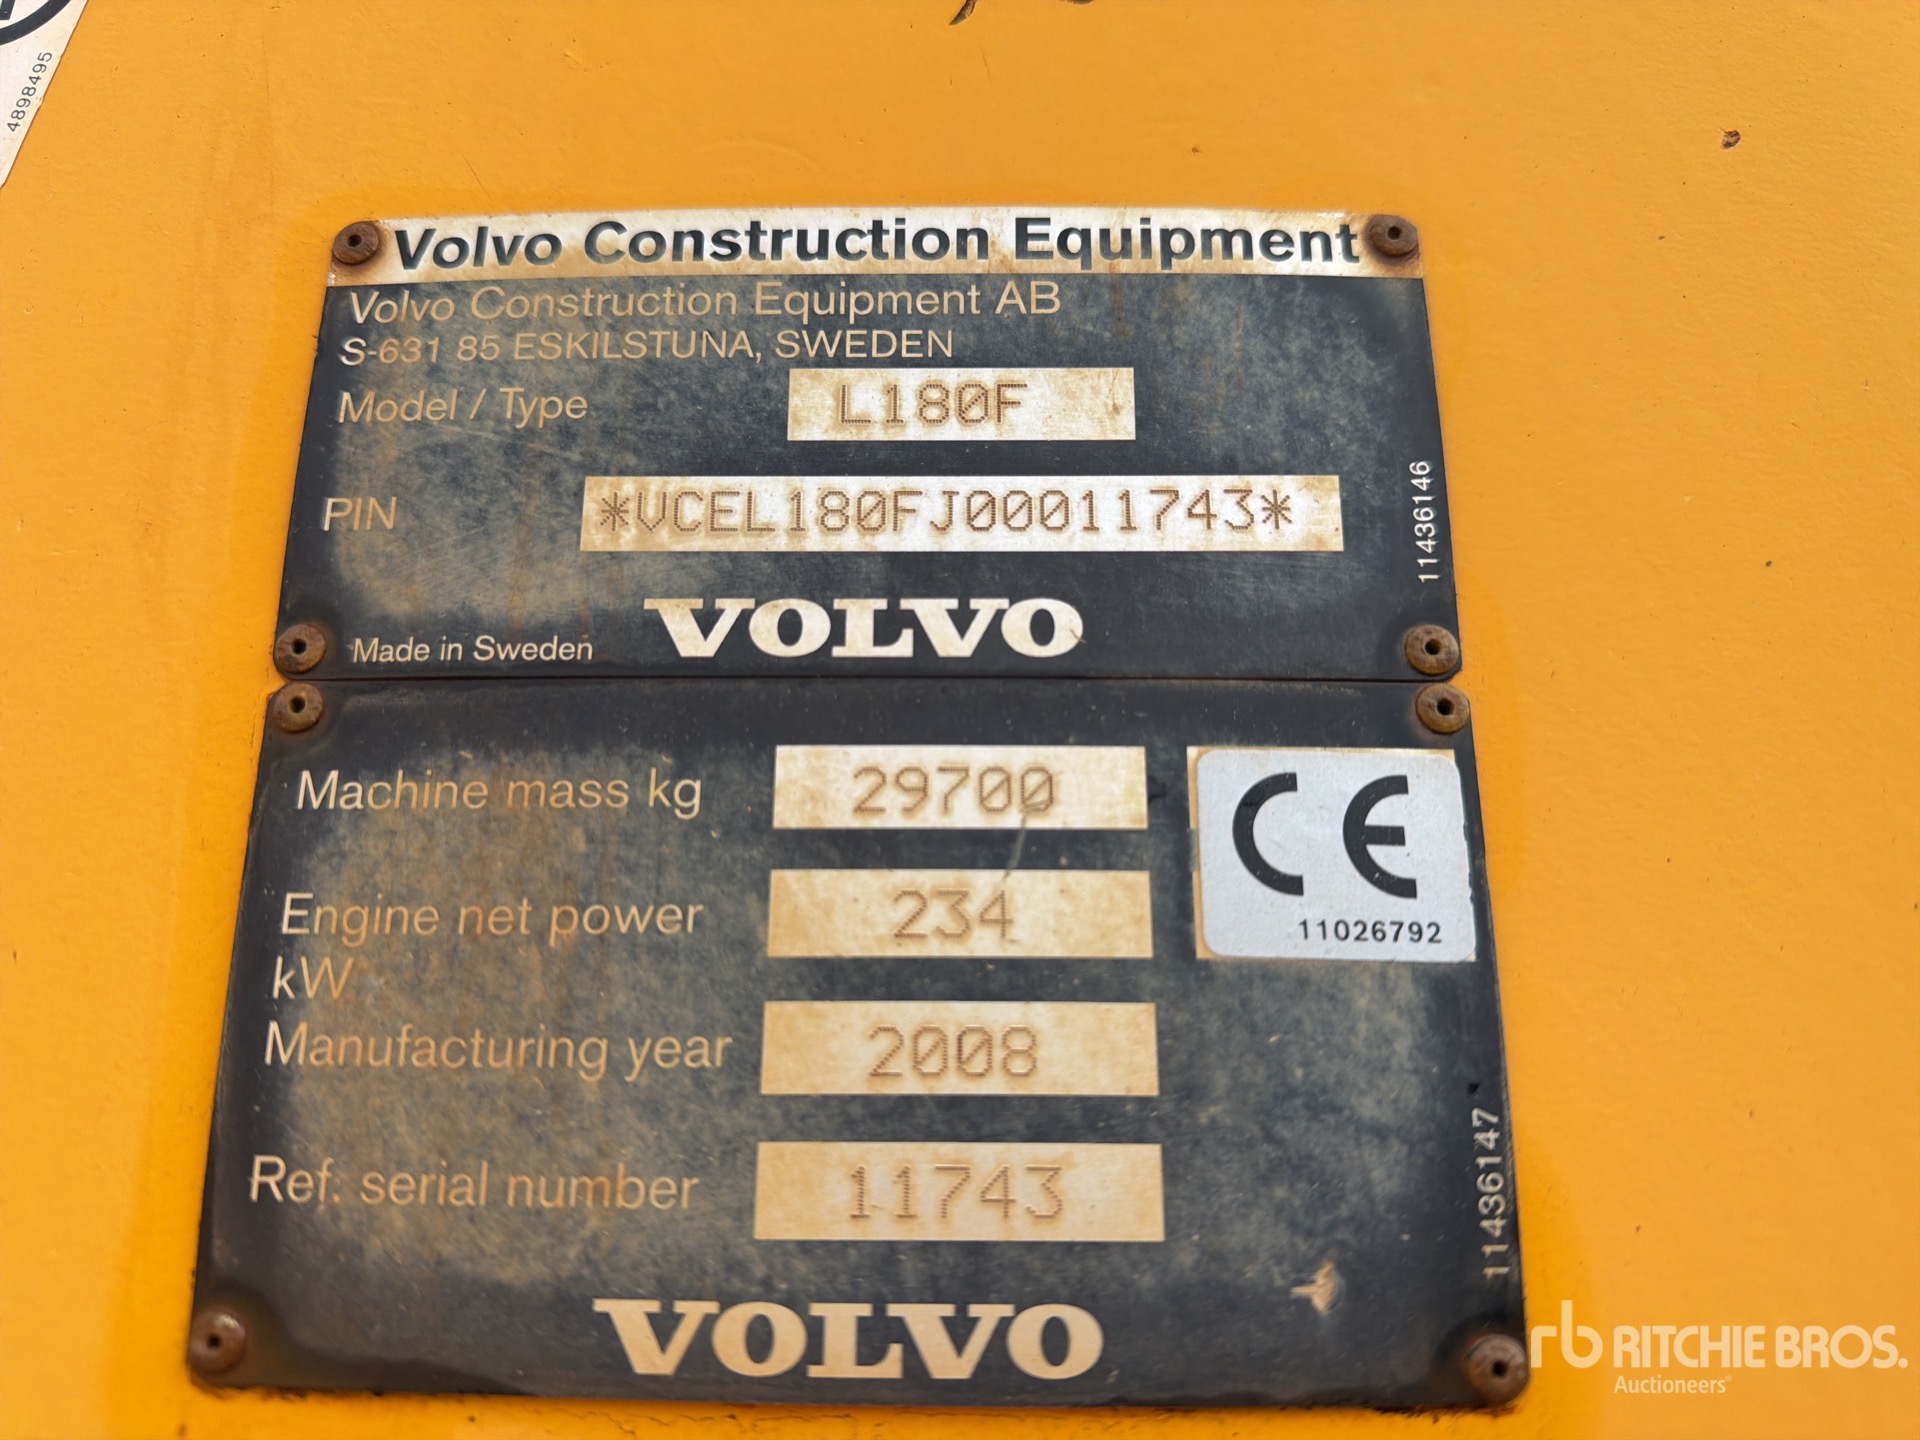 4898495
Volvo Construction Equipment
Volvo Construction Equipment AB
S-631 85 ESKILSTUNA, SWEDEN
Model / Type L180F
PIN *VCEL180FJ00011743*
11436146
Made in Sweden VOLVO
Machine mass kg 29700
CE
11026792
Engine net power 234
kW
Manufacturing year 2008
Ref. serial number 11743
11436147
VOLVO
rb RITCHIE BROS.
Auctioneers